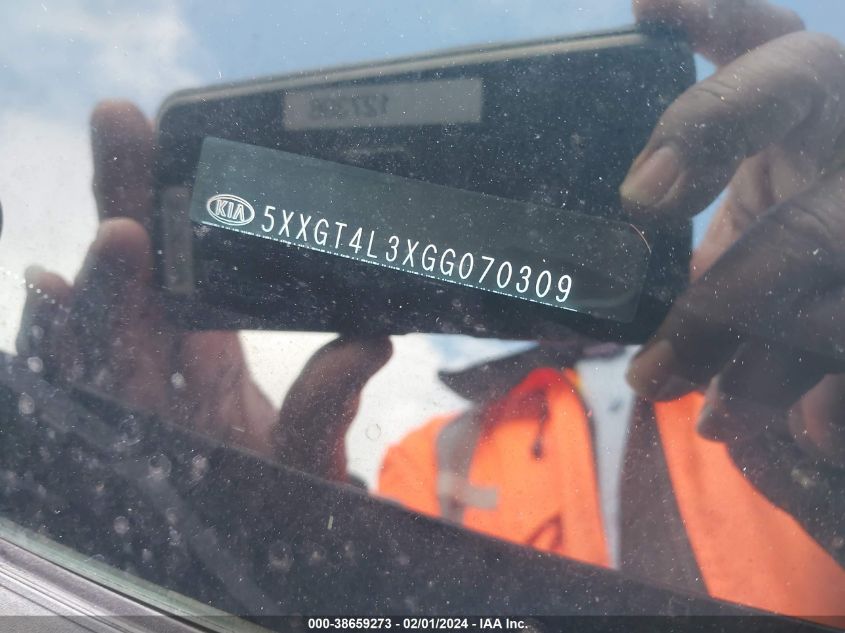 KIA 5XXGT4L3XGG070309
000-38659273 - 02/01/2024 - IAA, Inc.